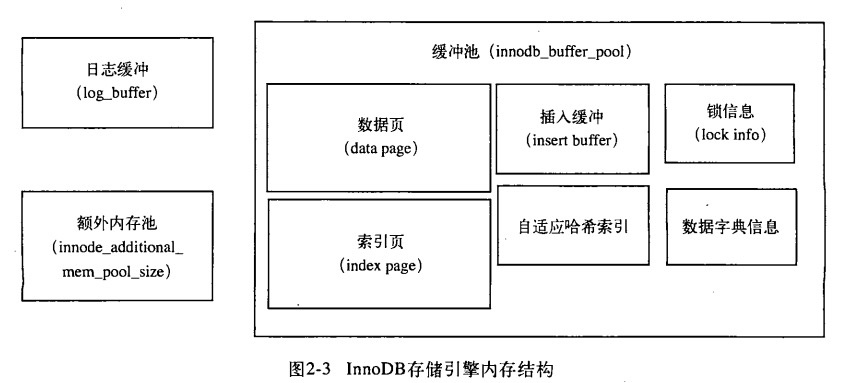 日志缓冲
（log_buffer）
额外内存池
（innode_additional_
mem_pool_size）
缓冲池（innodb_buffer_pool）
数据页
（data page）
插入缓冲
（insert buffer）
锁信息
（lock info）
索引页
（index page）
自适应哈希索引
数据字典信息
图2-3 InnoDB存储引擎内存结构